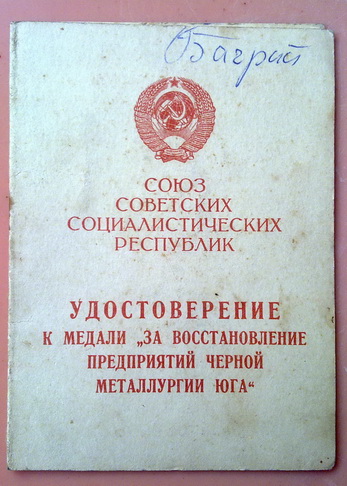 Багрий
СОЮЗ
СОВЕТСКИХ
СОЦИАЛИСТИЧЕСКИХ
РЕСПУБЛИК
УДОСТОВЕРЕНИЕ
К МЕДАЛИ „ЗА ВОССТАНОВЛЕНИЕ
ПРЕДПРИЯТИЙ ЧЕРНОЙ
МЕТАЛЛУРГИИ ЮГА“